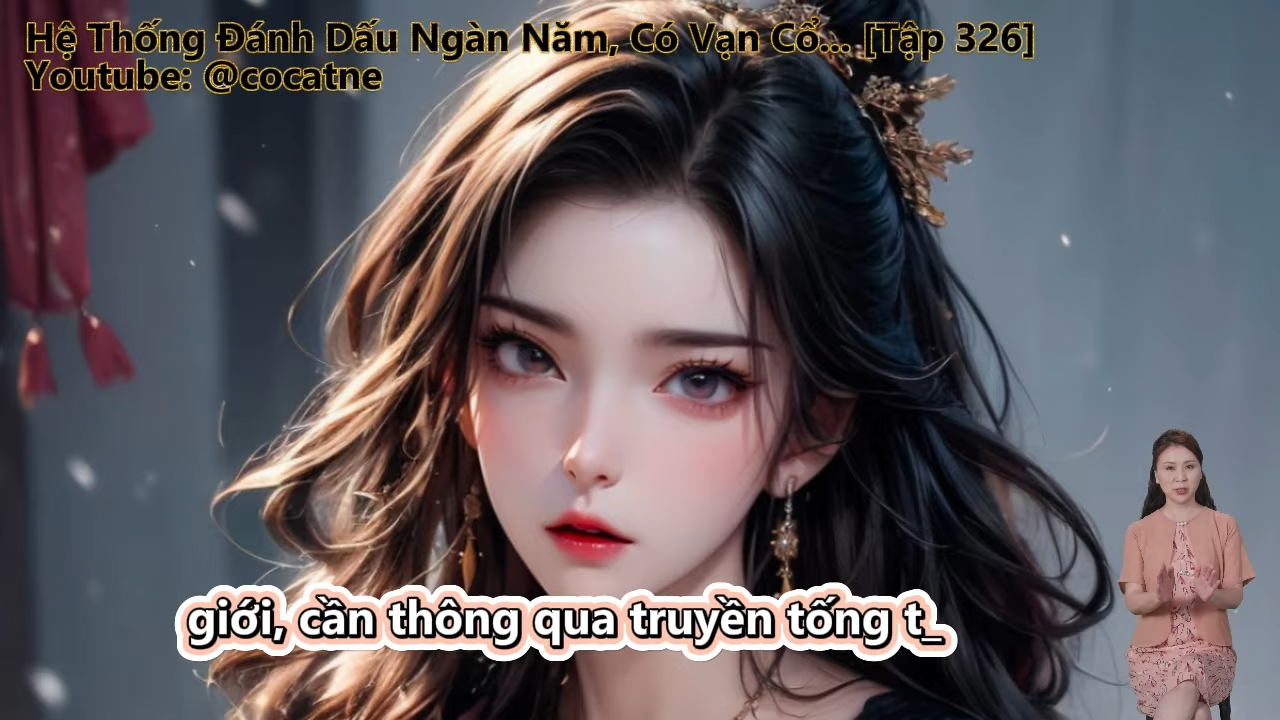 Hệ Thống Đánh Dấu Ngàn Năm, Có Vạn Cổ... [Tập 326]
Youtube: @cocatne
giới, cần thông qua truyền tống t_